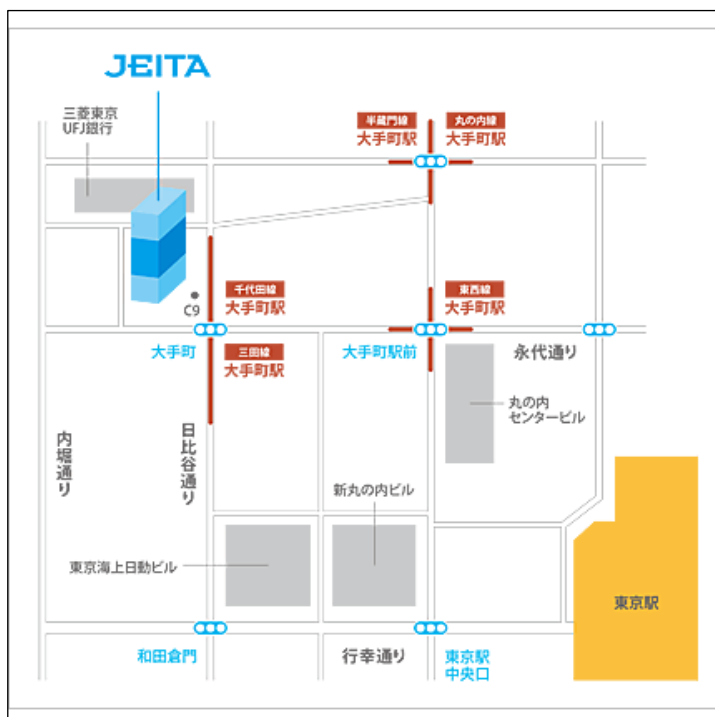 JEITA
三菱東京
UFJ銀行
半蔵門線
大手町駅
丸の内線
大手町駅
C9
千代田線
大手町駅
東西線
大手町駅
大手町
三田線
大手町駅
大手町駅前
永代通り
丸の内
センタービル
内堀通り
日比谷通り
新丸の内ビル
東京海上日動ビル
東京駅
和田倉門
行幸通り
東京駅
中央口